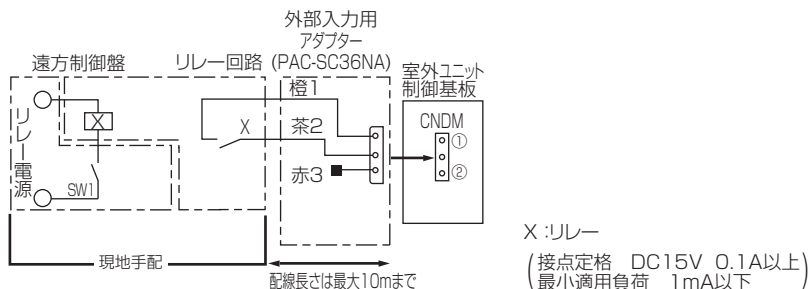 外部入力用
アダプター
(PAC-SC36NA)
遠方制御盤
リレー回路
室外ユニット
制御基板
橙1
CNDM
X
X
茶2
①
リレー電源
赤3
②
SW1
現地手配
配線長さは最大10mまで
X :リレー
(接点定格 DC15V 0.1A以上
最小適用負荷 1mA以下)